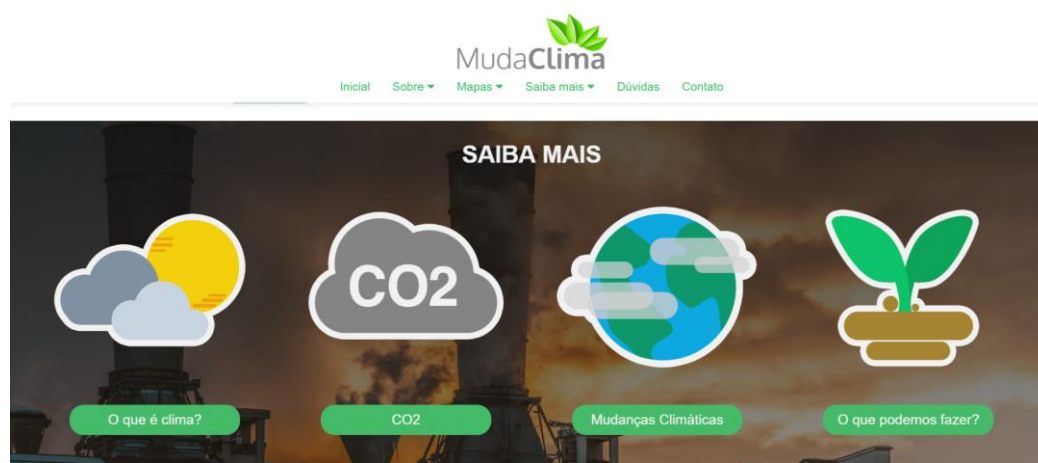 MudaClima
Inicial Sobre Mapas Saiba mais Dúvidas Contato
SAIBA MAIS
CO2
O que é clima? CO2 Mudanças Climáticas O que podemos fazer?